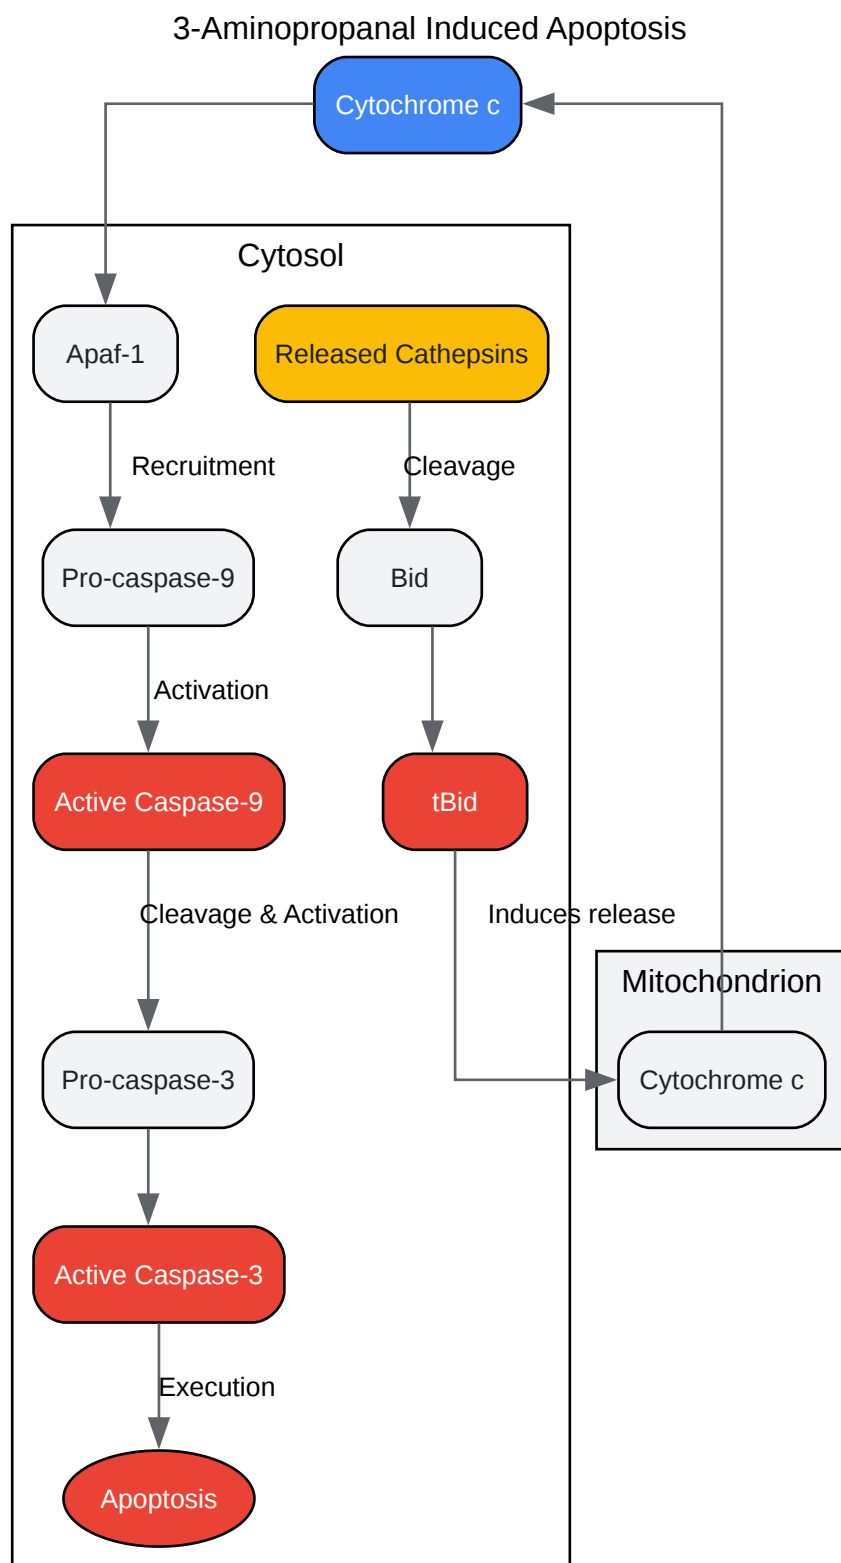 3-Aminopropanal Induced Apoptosis
Cytochrome c
Cytosol
Apaf-1
Released Cathepsins
Recruitment
Cleavage
Pro-caspase-9
Bid
Activation
Active Caspase-9
tBid
Cleavage & Activation
Induces release
Mitochondrion
Pro-caspase-3
Cytochrome c
Active Caspase-3
Execution
Apoptosis